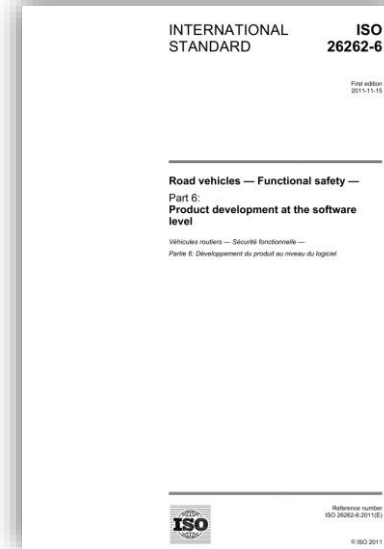 INTERNATIONAL
STANDARD
ISO
26262-6
First edition
2011-11-15
Road vehicles — Functional safety —
Part 6:
Product development at the software
level
Véhicules routiers — Sécurité fonctionnelle —
Partie 6: Développement du produit au niveau du logiciel
ISO
Reference number
ISO 26262-6:2011(E)
© ISO 2011